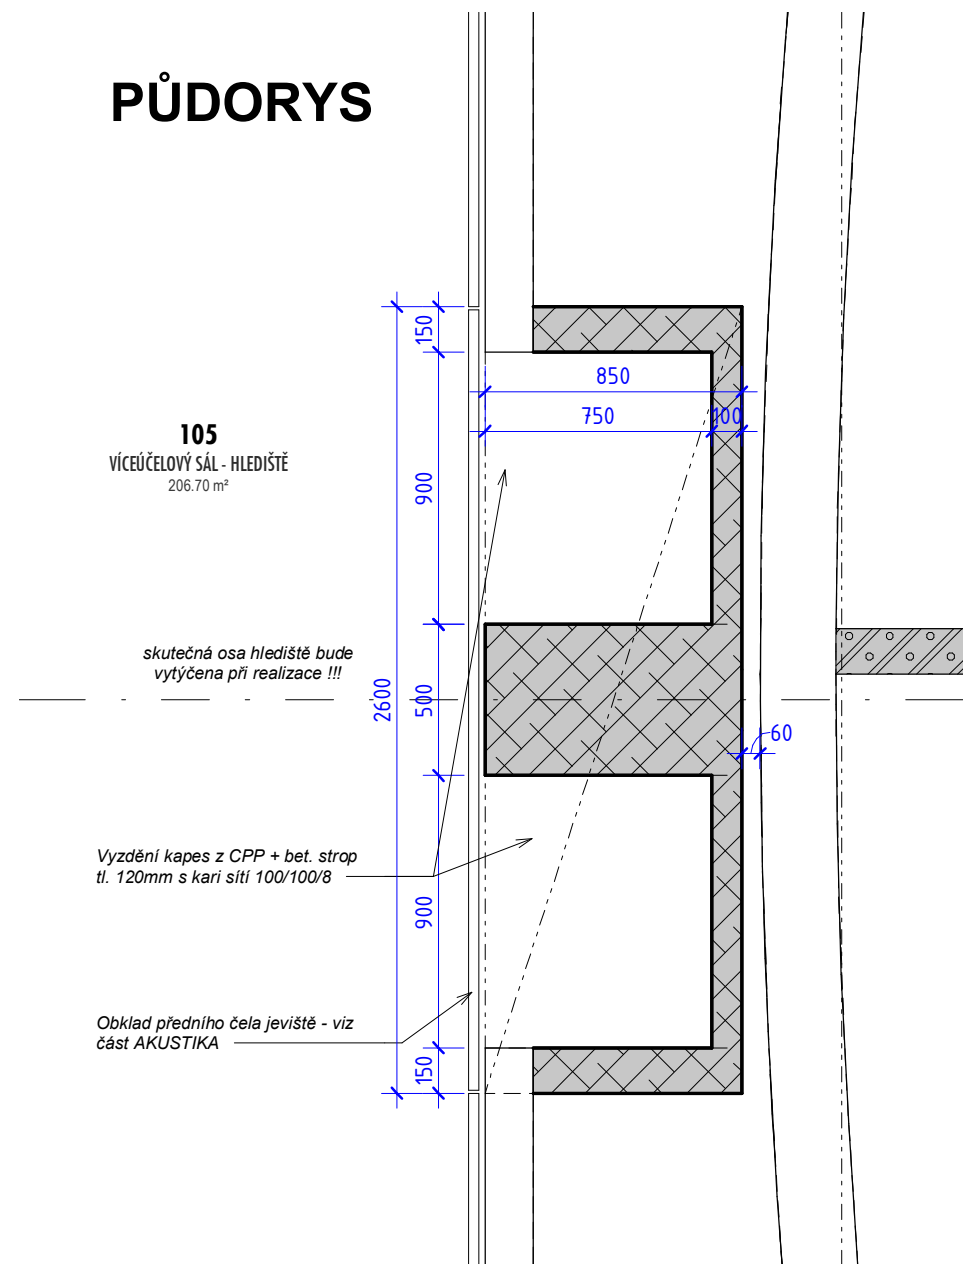 PŮDORYS
150
850
750
100
105
VÍCEÚČELOVÝ SÁL - HLEDIŠTĚ
206.70 m²
900
skutečná osa hlediště bude
vytýčena při realizace !!!
2600
500
60
Vyzdění kapes z CPP + bet. strop
tl. 120mm s kari sítí 100/100/8
900
Obklad předního čela jeviště - viz
část AKUSTIKA
150